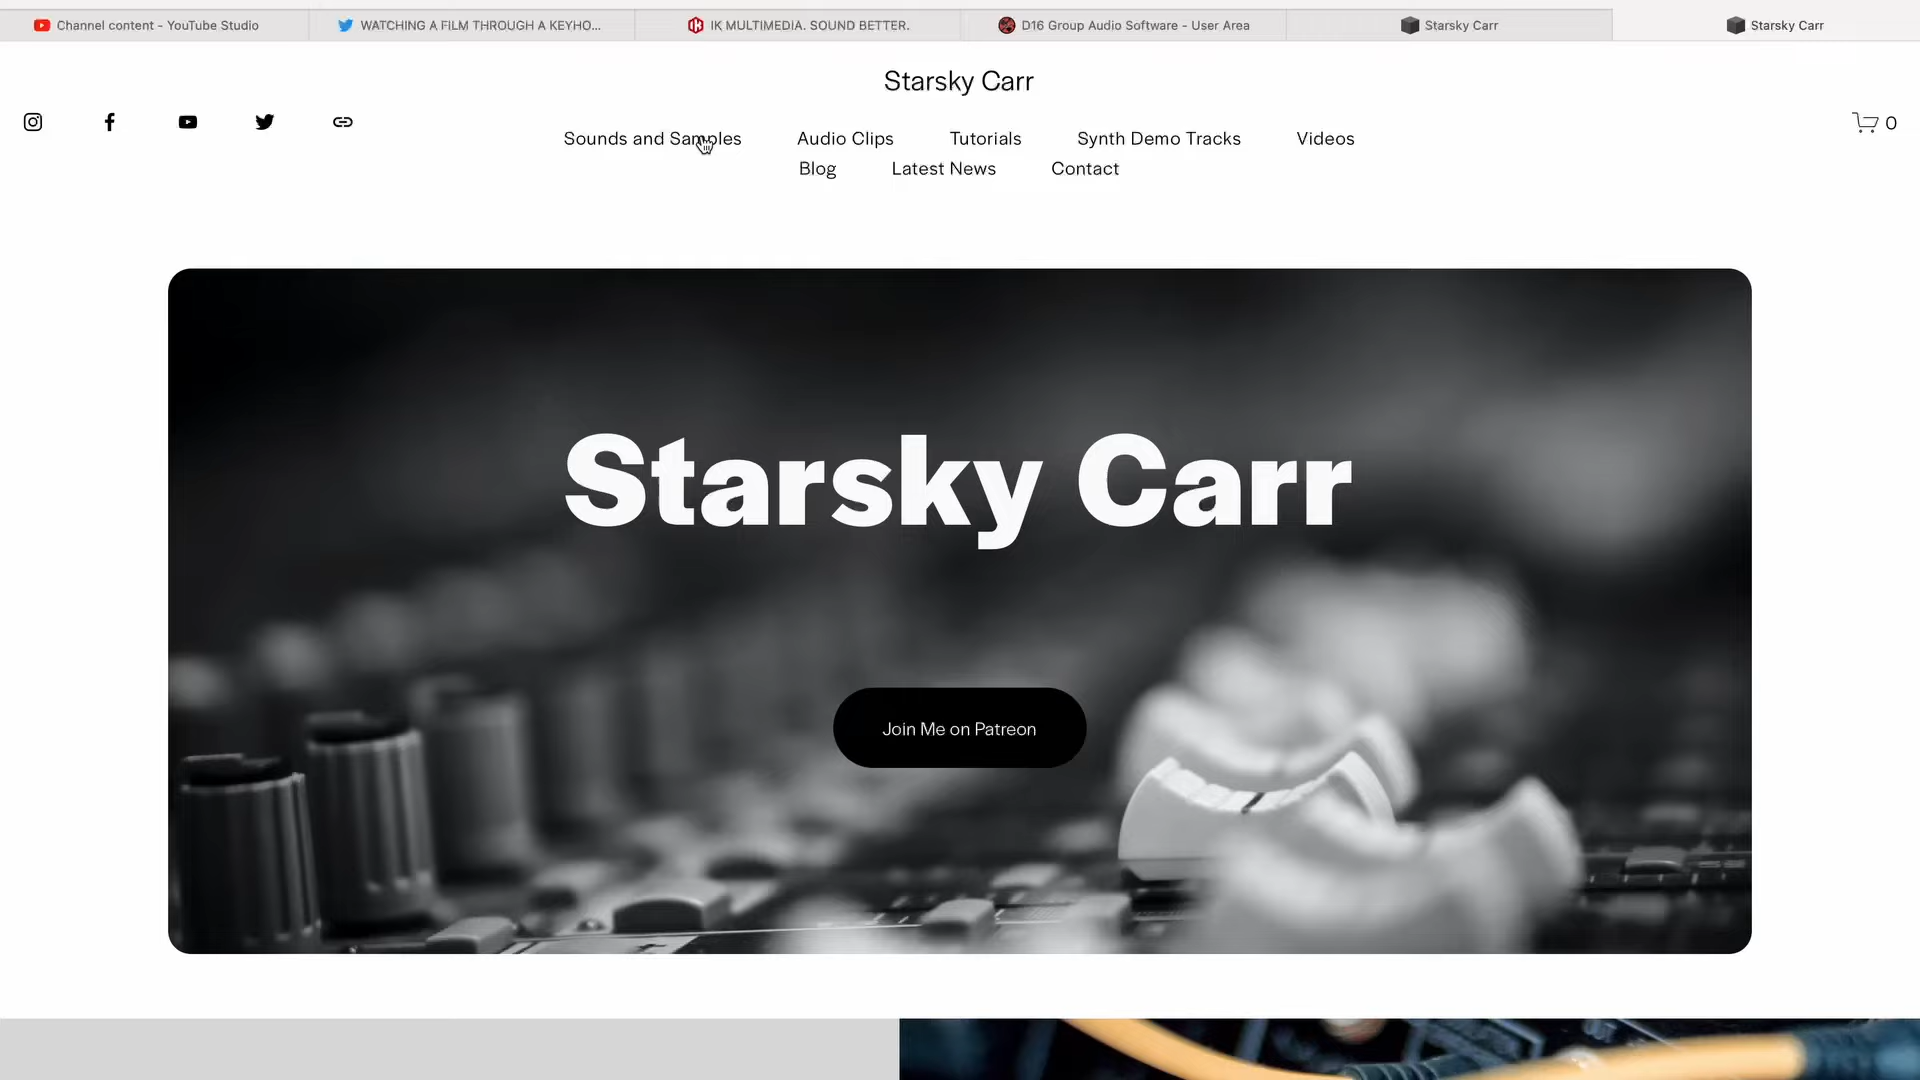 Channel content - YouTube Studio
WATCHING A FILM THROUGH A KEYHO...
IK MULTIMEDIA. SOUND BETTER.
D16 Group Audio Software - User Area
Starsky Carr
Starsky Carr
Starsky Carr
0
Sounds and Samples Audio Clips Tutorials Synth Demo Tracks Videos
Blog Latest News Contact
Starsky Carr
Join Me on Patreon